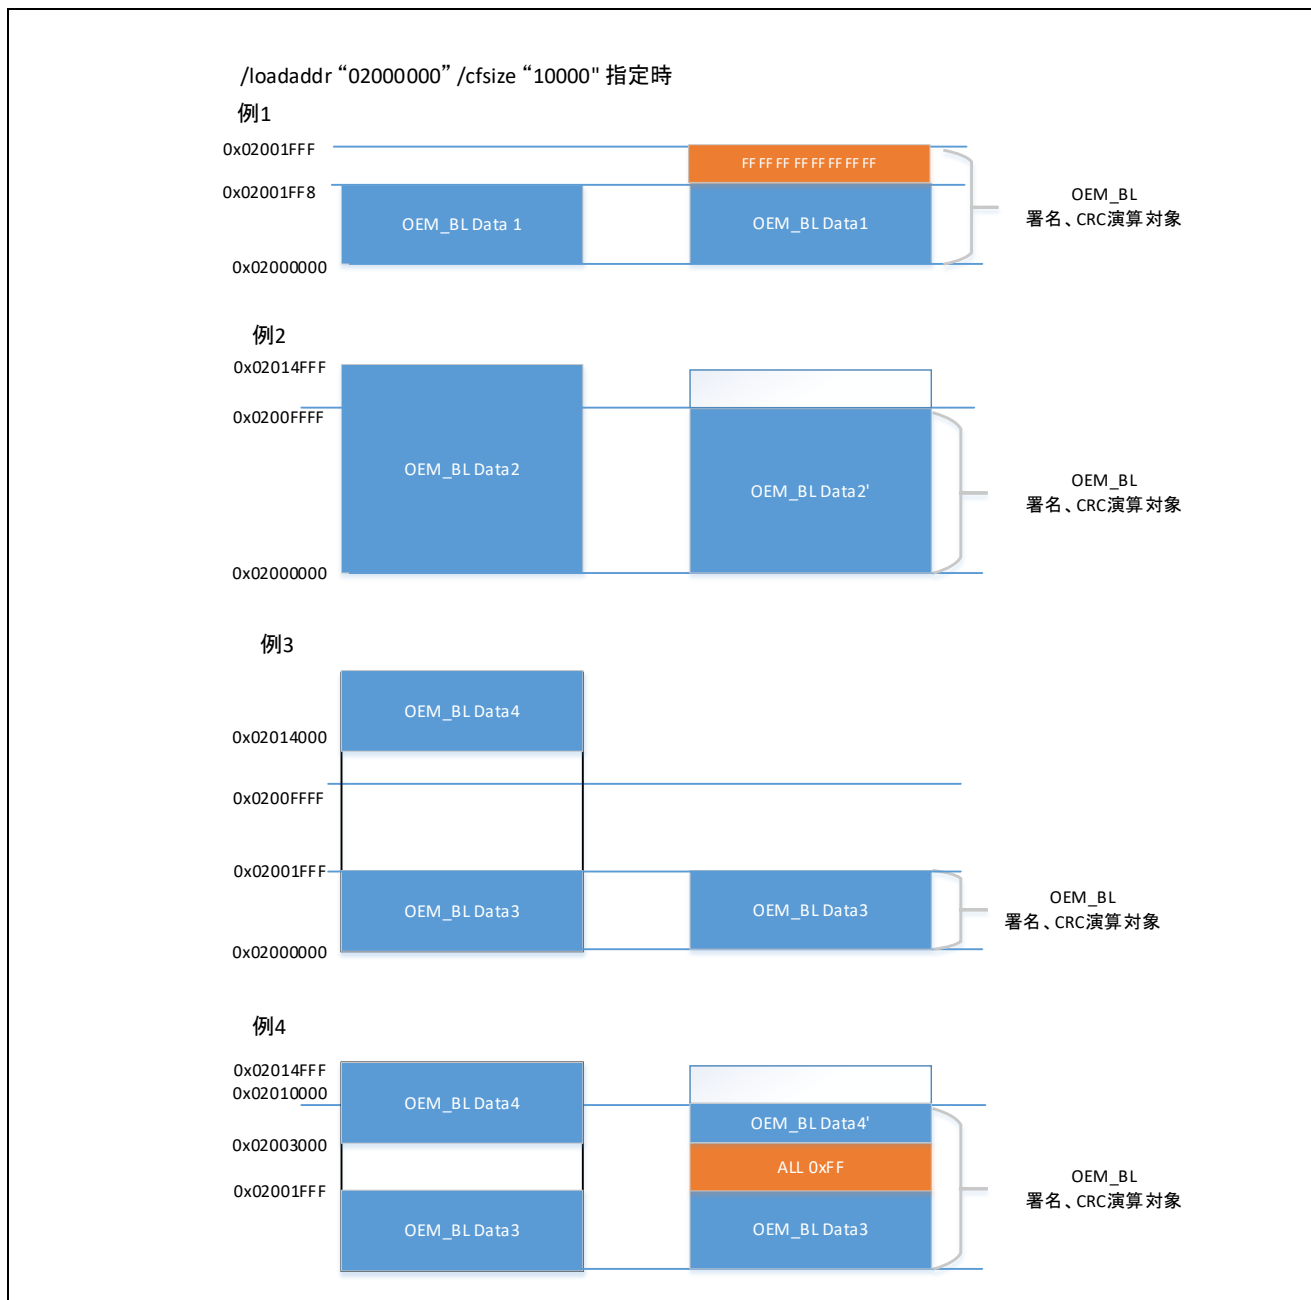 /loadaddr “02000000” /cfsize “10000" 指定時
例1
0x02001FFF
FF FF FF FF FF FF FF FF
0x02001FF8
OEM_BL Data 1
OEM_BL Data1
OEM_BL
署名、CRC演算対象
0x02000000
例2
0x02014FFF
0x0200FFFF
OEM_BL Data2
OEM_BL Data2'
OEM_BL
署名、CRC演算対象
0x02000000
例3
OEM_BL Data4
0x02014000
0x0200FFFF
0x02001FFF
OEM_BL Data3
OEM_BL Data3
OEM_BL
署名、CRC演算対象
0x02000000
例4
0x02014FFF
0x02010000
OEM_BL Data4
OEM_BL Data4'
0x02003000
ALL 0xFF
0x02001FFF
OEM_BL Data3
OEM_BL Data3
OEM_BL
署名、CRC演算対象